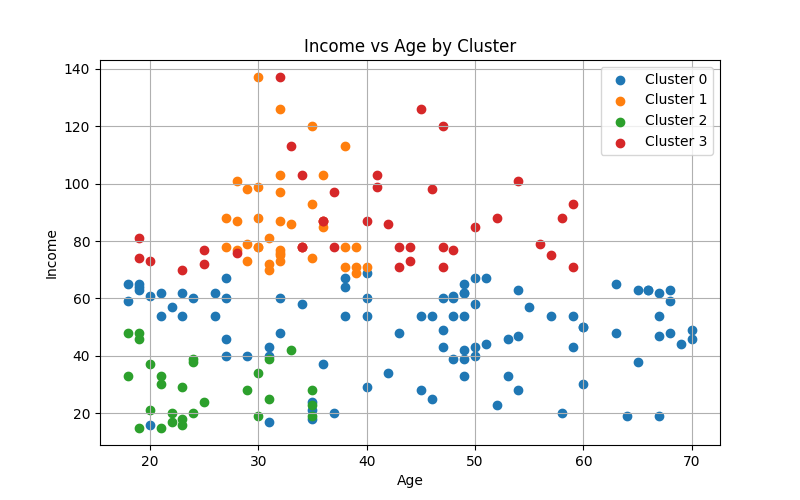 Income vs Age by Cluster
140
120
100
80
60
40
20
Income
20 30 40 50 60 70
Age
Cluster 0
Cluster 1
Cluster 2
Cluster 3